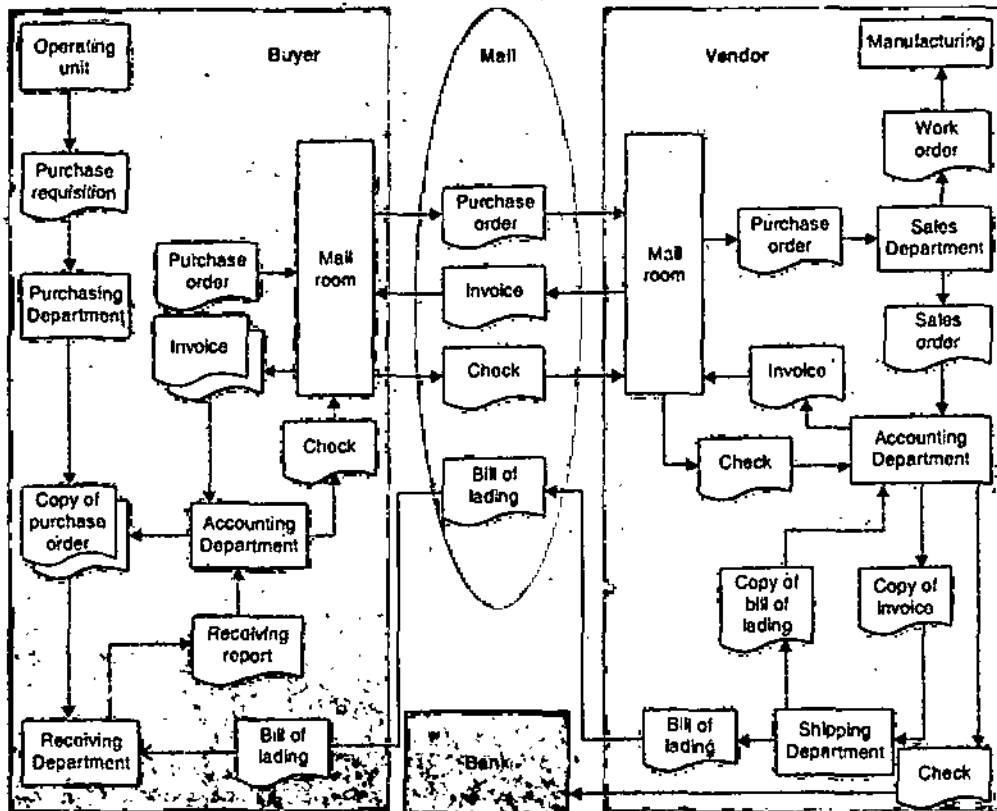 Buyer
Operating
unit
Purchase
requisition
Purchasing
Department
Purchase
order
Invoice
Mail
room
Check
Copy of
purchase
order
Accounting
Department
Receiving
report
Receiving
Department
Bill of
lading
Mail
Purchase
order
Invoice
Check
Bill of
lading
Bank
Vendor
Manufacturing
Work
order
Mail
room
Purchase
order
Sales
Department
Sales
order
Invoice
Accounting
Department
Check
Copy of
bill of
lading
Copy of
invoice
Bill of
lading
Shipping
Department
Check